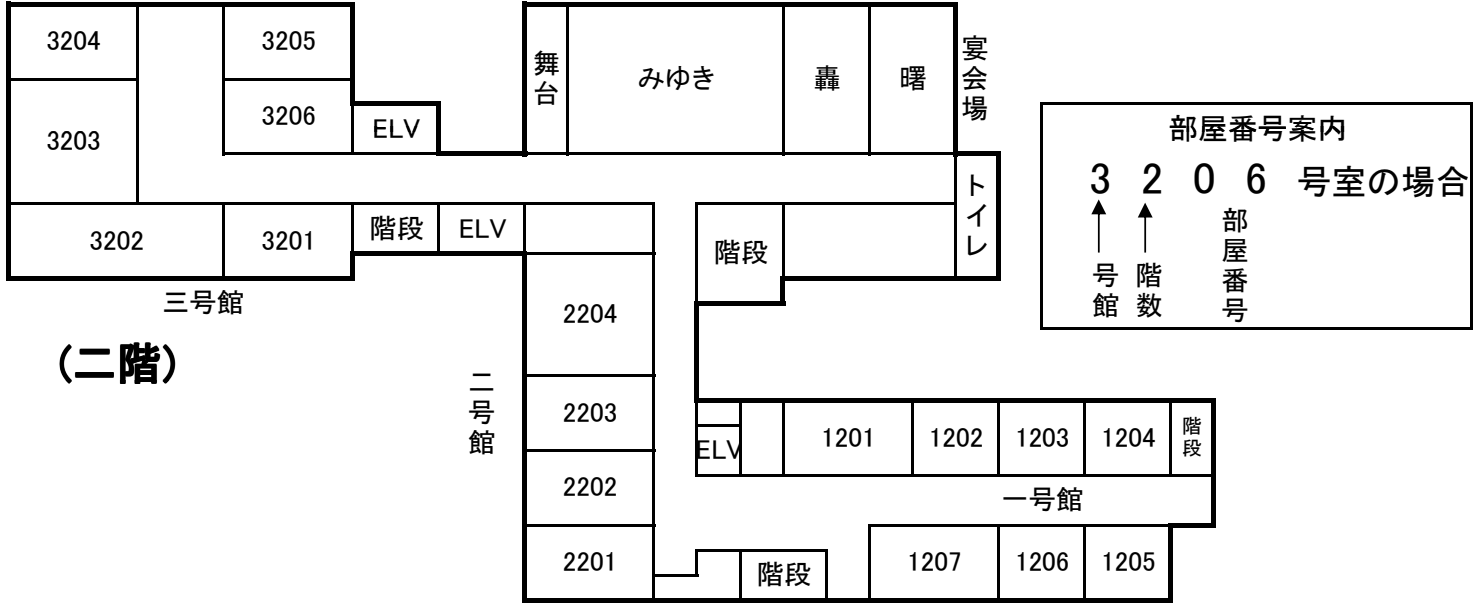 3204
3205
舞台
みゆき
轟
曙
宴会場
3203
3206
ELV
トイレ
3202
3201
階段
ELV
階段
三号館
(二階)
二号館
2204
2203
2202
2201
ELV
1201
1202
1203
1204
階段
一号館
階段
1207
1206
1205
部屋番号案内
3 2 0 6 号室の場合
号館
階数
部屋番号